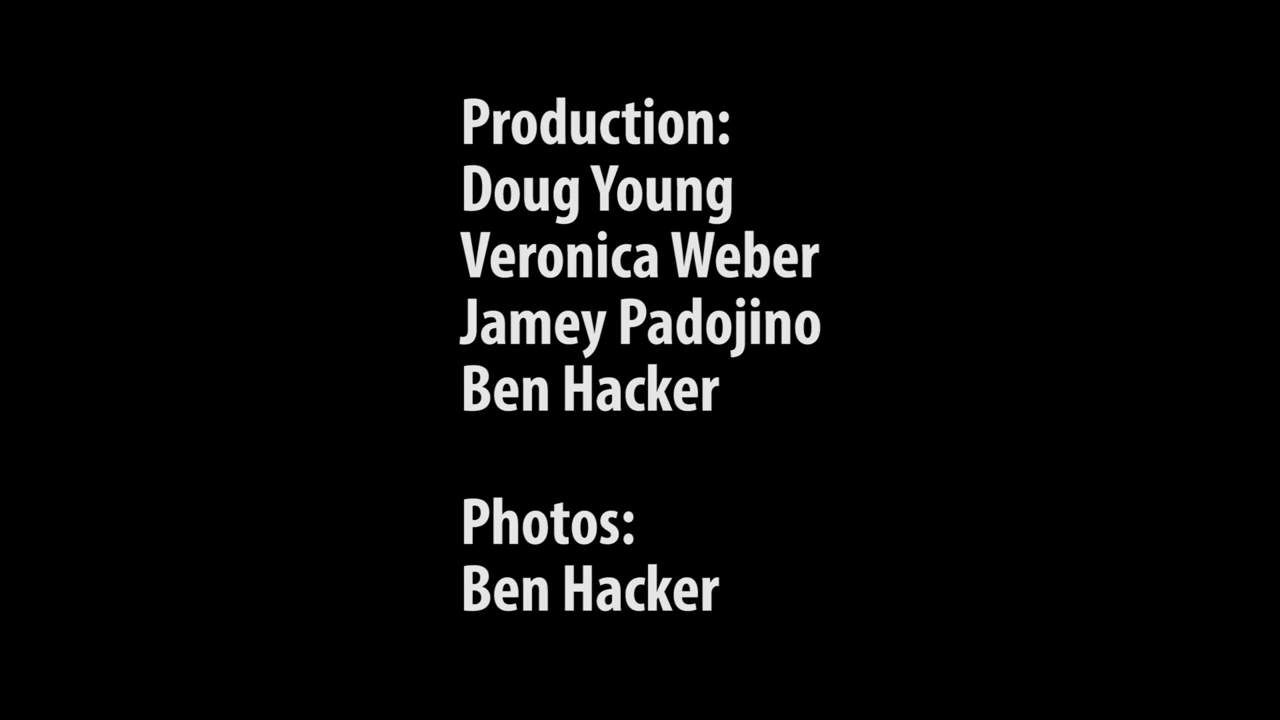 Production:
Doug Young
Veronica Weber
Jamey Padojino
Ben Hacker
Photos:
Ben Hacker